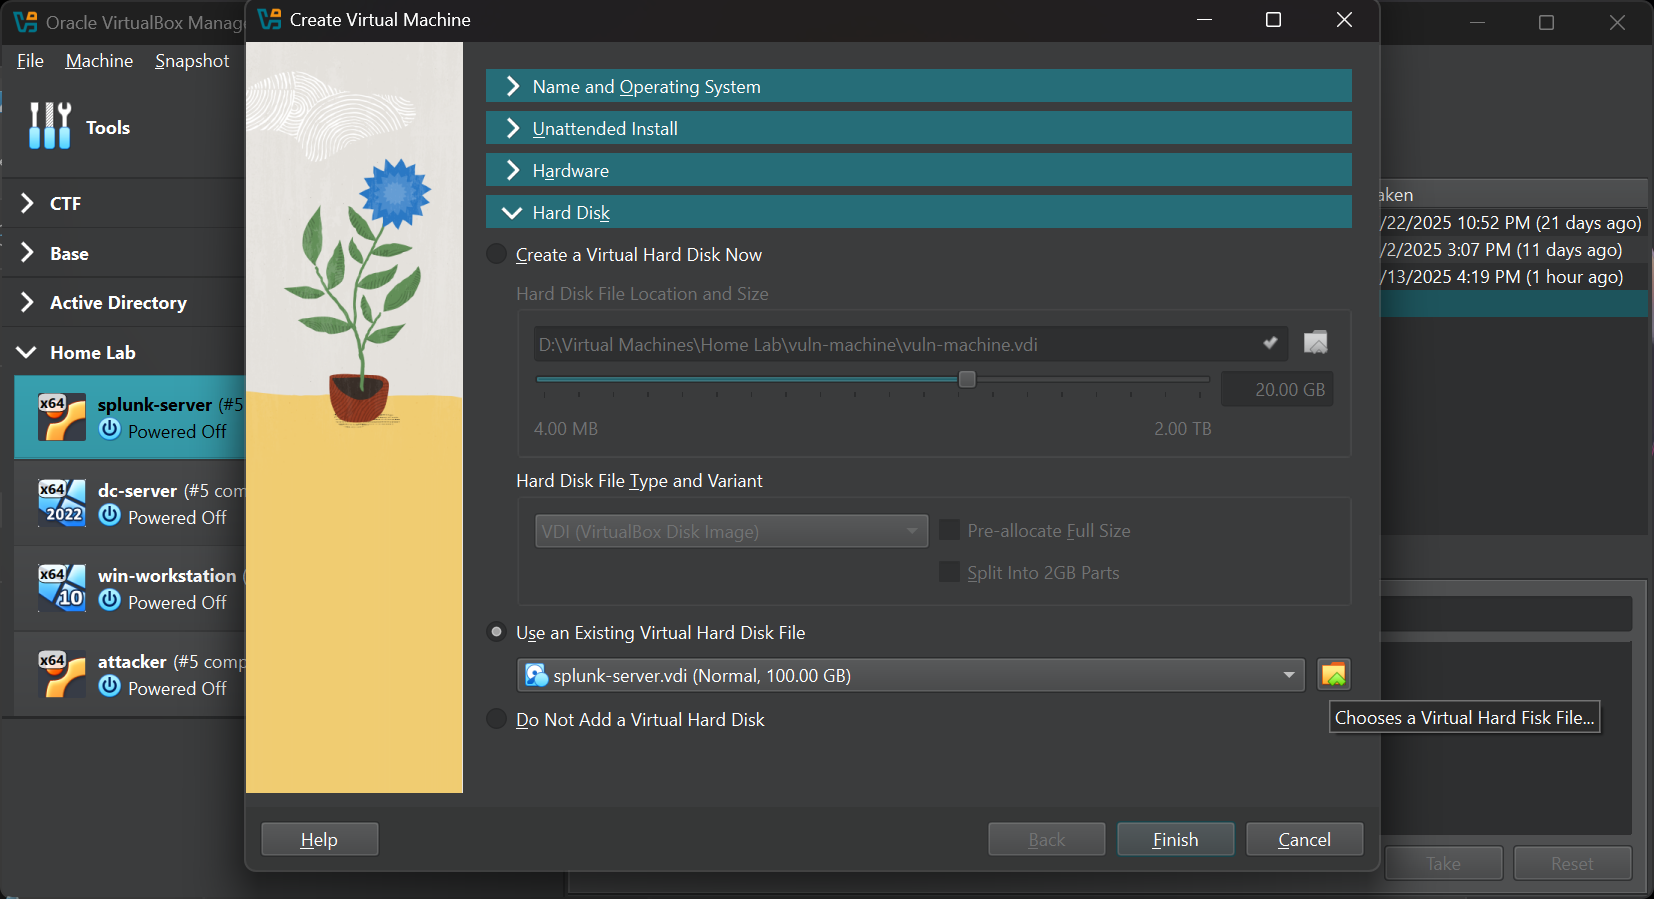 Oracle VirtualBox Manag
File Machine Snapshot
Tools
CTF
Base
Active Directory
Home Lab
x64
splunk-server (#5
Powered Off
x64
2022
dc-server (#5 com
Powered Off
x64
10
win-workstation (
Powered Off
x64
attacker (#5 comp
Powered Off
Create Virtual Machine
Name and Operating System
Unattended Install
Hardware
Hard Disk
Create a Virtual Hard Disk Now
Hard Disk File Location and Size
D:\Virtual Machines\Home Lab\vuln-machine\vuln-machine.vdi
20.00 GB
4.00 MB
2.00 TB
Hard Disk File Type and Variant
VDI (VirtualBox Disk Image)
Pre-allocate Full Size
Split Into 2GB Parts
Use an Existing Virtual Hard Disk File
splunk-server.vdi (Normal, 100.00 GB)
Chooses a Virtual Hard Fisk File...
Do Not Add a Virtual Hard Disk
Help
Back
Finish
Cancel
aken
/22/2025 10:52 PM (21 days ago)
/2/2025 3:07 PM (11 days ago)
/13/2025 4:19 PM (1 hour ago)
Take
Reset